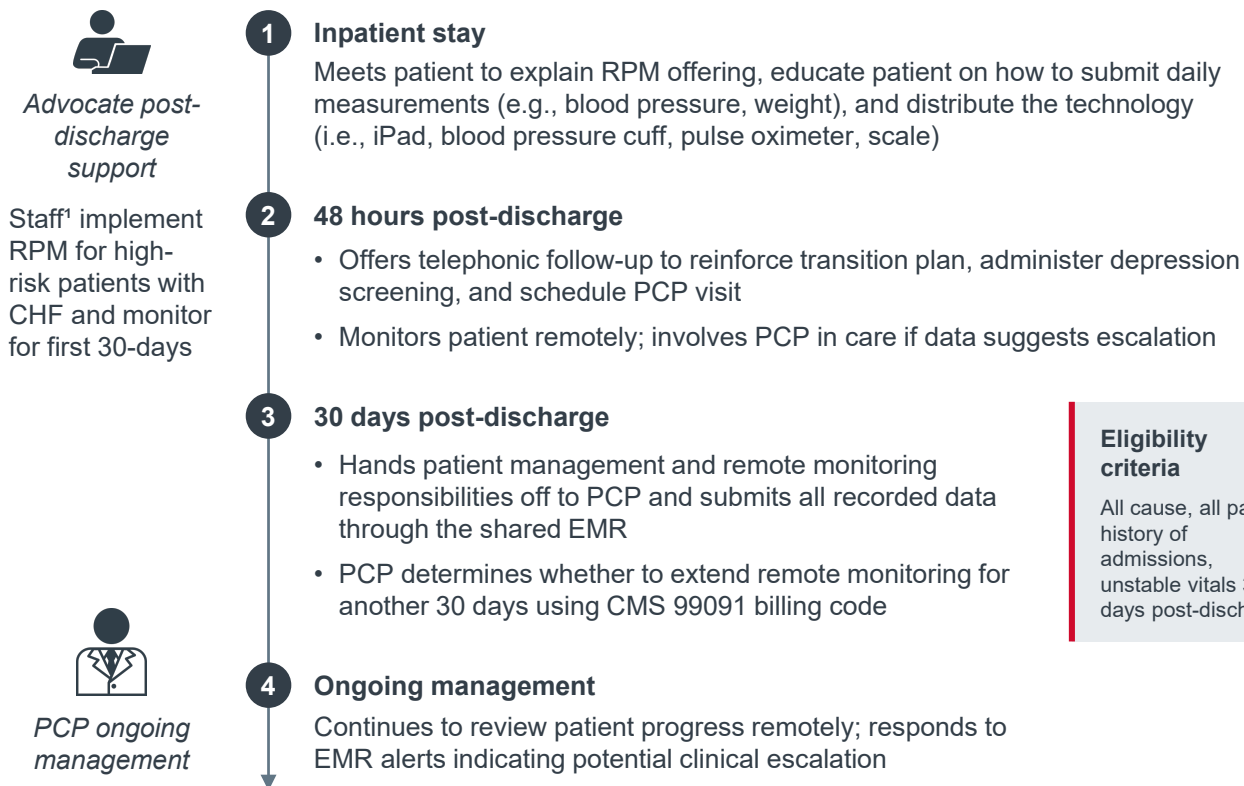 Advocate post-
discharge
support
Staff¹ implement
RPM for high-
risk patients with
CHF and monitor
for first 30-days
1
Inpatient stay
Meets patient to explain RPM offering, educate patient on how to submit daily
measurements (e.g., blood pressure, weight), and distribute the technology
(i.e., iPad, blood pressure cuff, pulse oximeter, scale)
2
48 hours post-discharge
• Offers telephonic follow-up to reinforce transition plan, administer depression
screening, and schedule PCP visit
• Monitors patient remotely; involves PCP in care if data suggests escalation
3
30 days post-discharge
• Hands patient management and remote monitoring
responsibilities off to PCP and submits all recorded data
through the shared EMR
• PCP determines whether to extend remote monitoring for
another 30 days using CMS 99091 billing code
Eligibility
criteria
All cause, all
history of
admissions,
unstable vitals
days
PCP ongoing
management
4
Ongoing management
Continues to review patient progress remotely; responds to
EMR alerts indicating potential clinical escalation